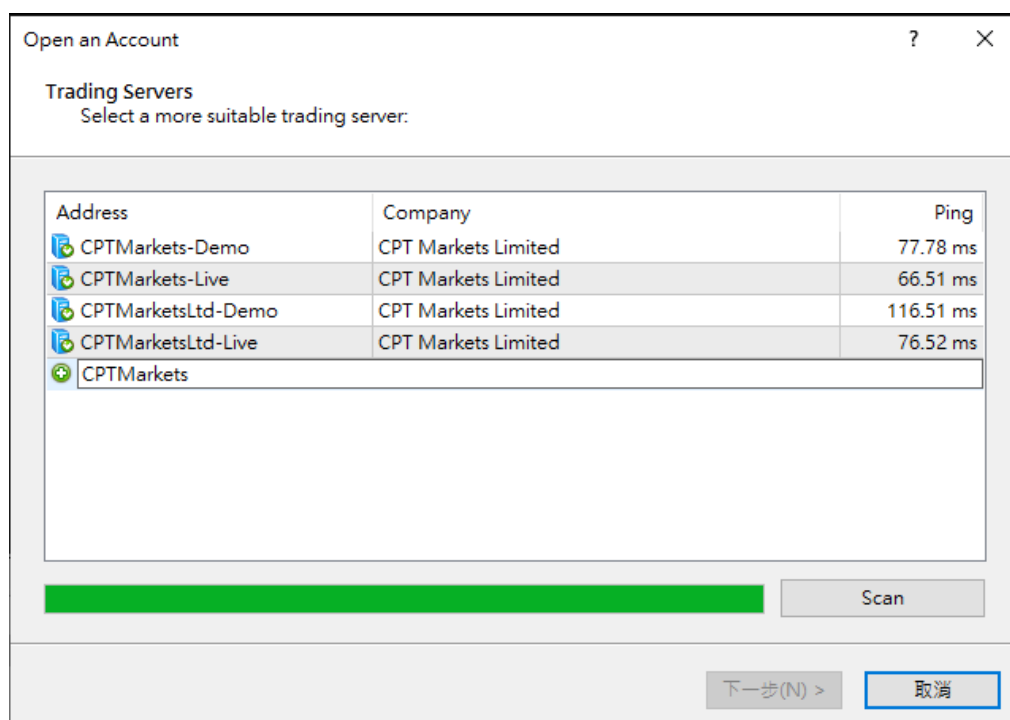 Open an Account ? ×
Trading Servers
Select a more suitable trading server:
Address Company Ping
CPTMarkets-Demo CPT Markets Limited 77.78 ms
CPTMarkets-Live CPT Markets Limited 66.51 ms
CPTMarketsLtd-Demo CPT Markets Limited 116.51 ms
CPTMarketsLtd-Live CPT Markets Limited 76.52 ms
CPTMarkets
Scan
下一步(N) > 取消